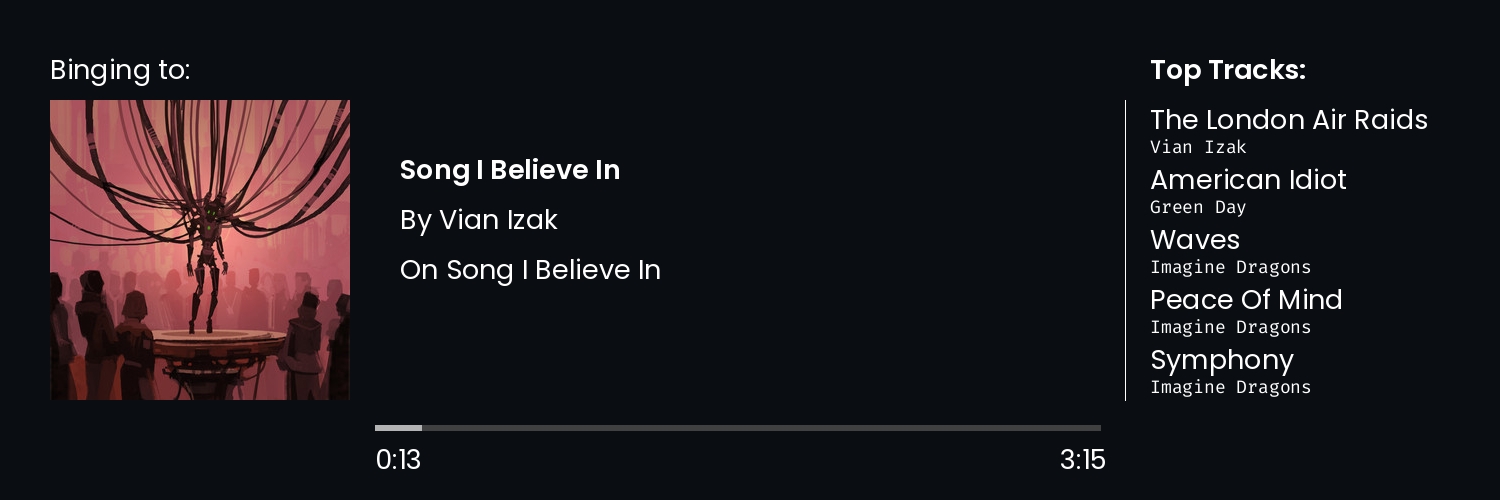 Binging to:
Song I Believe In
By Vian Izak
On Song I Believe In
0:13
3:15
Top Tracks:
The London Air Raids
Vian Izak
American Idiot
Green Day
Waves
Imagine Dragons
Peace Of Mind
Imagine Dragons
Symphony
Imagine Dragons